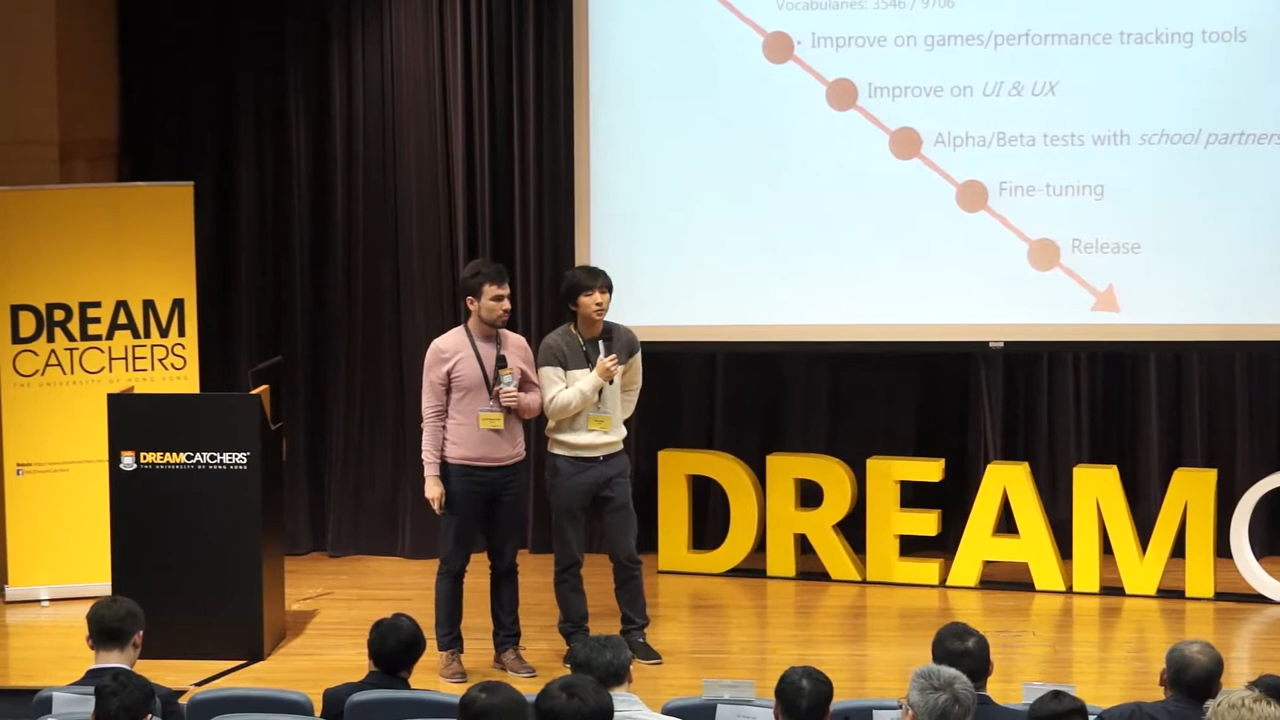 Vocabularies: 3546 / 9706
• Improve on games/performance tracking tools
Improve on UI & UX
Alpha/Beta tests with school partners
Fine-tuning
Release
DREAM
CATCHERS
THE UNIVERSITY OF HONG KONG
DREAMCATCHERS
THE UNIVERSITY OF HONG KONG
DREAMC